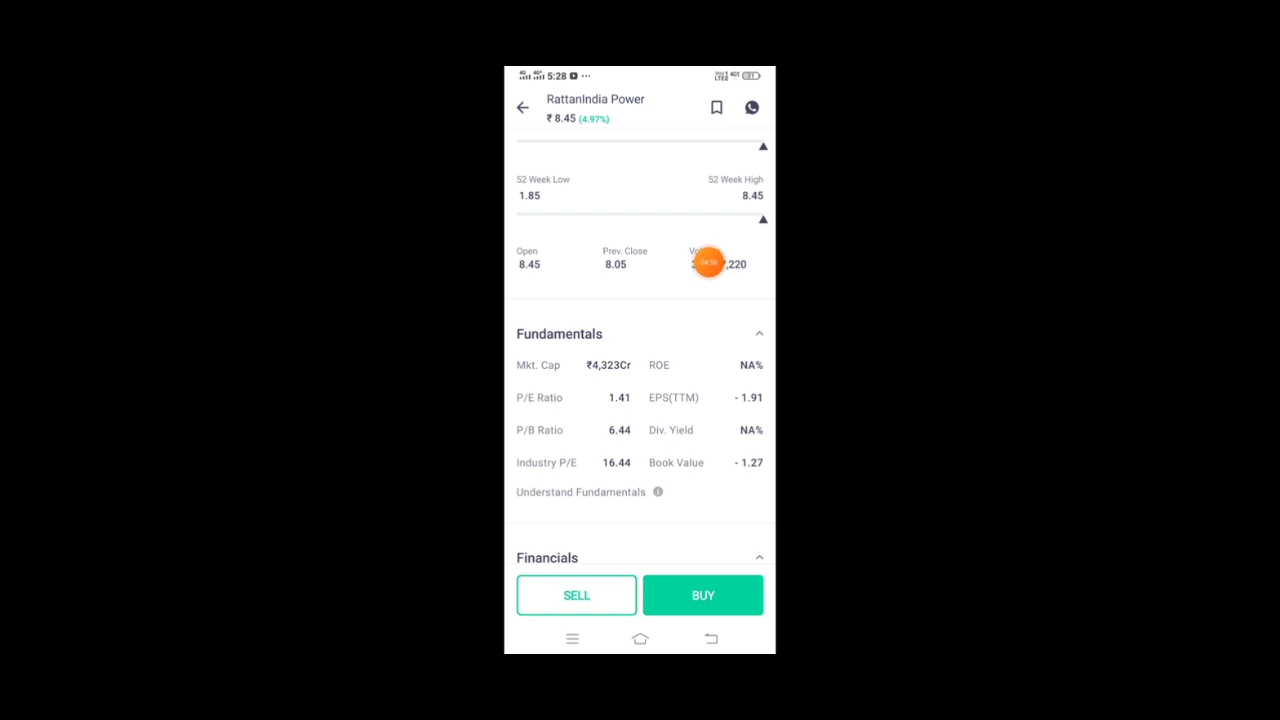 5:28
RattanIndia Power
₹ 8.45 (4.97%)
52 Week Low 52 Week High
1.85 8.45
Open Prev. Close
8.45 8.05 ,220
04:56
Fundamentals
Mkt. Cap ₹4,323Cr ROE NA%
P/E Ratio 1.41 EPS(TTM) - 1.91
P/B Ratio 6.44 Div. Yield NA%
Industry P/E 16.44 Book Value - 1.27
Understand Fundamentals
Financials
SELL BUY